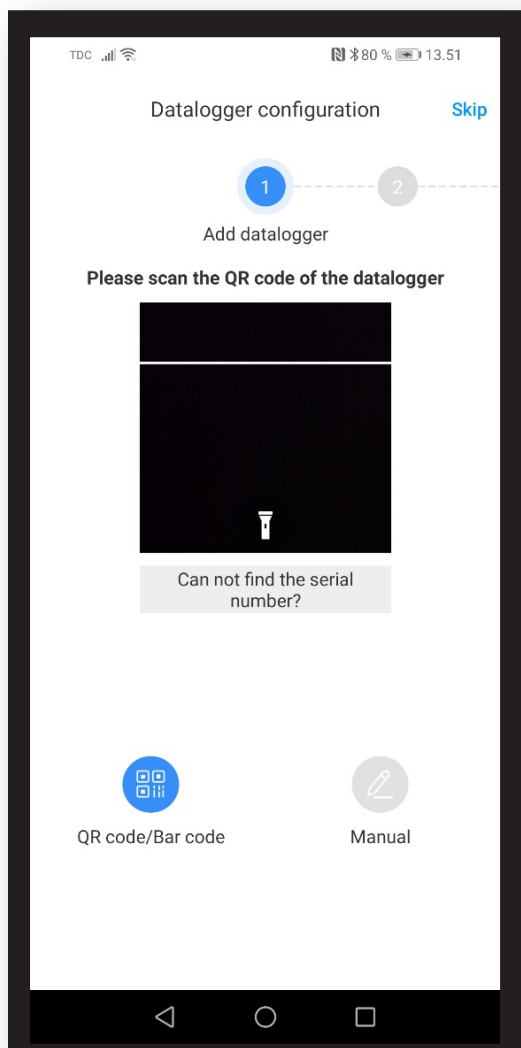 TDC 80 % 13.51
Datalogger configuration Skip
1 2
Add datalogger
Please scan the QR code of the datalogger
Can not find the serial
number?
QR code/Bar code Manual